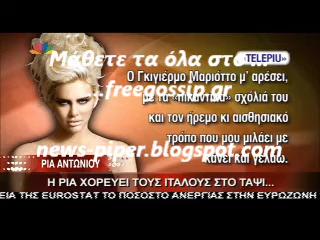 «TELEPIU»
Μάθετε τα όλα στο ...
Ο Γκιγιέρμο Μαριόττο μ' αρέσει,
...freegossip.gr
με τα «πικάντικα» σχόλιά του
και τον ήρεμο κι αισθησιακό
τρόπο που μου μιλάει με
news-piper.blogspot.com
κάνει και γελάω.
ΡΙΑ ΑΝΤΩΝΙΟΥ
Η ΡΙΑ ΧΟΡΕΥΕΙ ΤΟΥΣ ΙΤΑΛΟΥΣ ΣΤΟ ΤΑΨΙ...
ΕΙΑ ΤΗΣ EUROSTAT ΤΟ ΠΟΣΟΣΤΟ ΑΝΕΡΓΙΑΣ ΣΤΗΝ ΕΥΡΩΖΩΝΗ